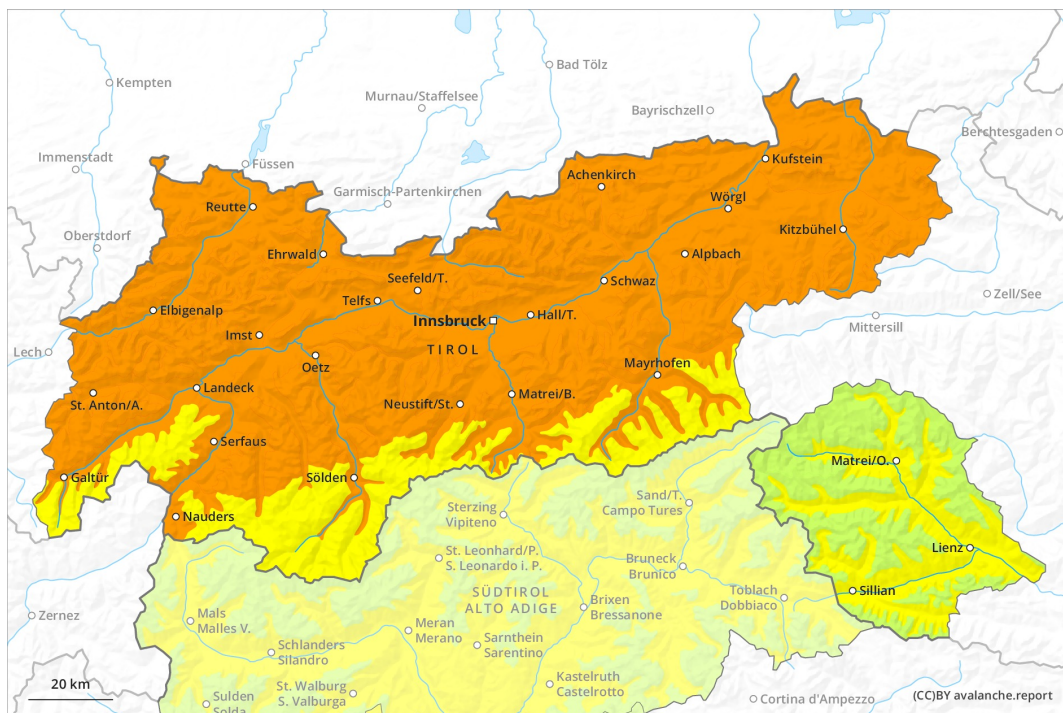 Kempten
Bad Tölz
Murnau/Staffelsee
Bayrischzell
Berchtesgaden
Immenstadt
Füssen
Kufstein
Achenkirch
Garmisch-Partenkirchen
Wörgl
Reutte
Oberstdorf
Kitzbühel
Ehrwald
Alpbach
Seefeld/T.
Schwaz
Telfs
Zell/See
Elbigenalp
Innsbruck
Hall/T.
Mittersill
Imst
TIROL
Lech
Oetz
Mayrhofen
Landeck
St. Anton/A.
Neustift/St.
Matrei/B.
Serfaus
Matrei/O.
Galtür
Sölden
Sterzing
Vipiteno
Sand/T.
Campo Tures
Nauders
Lienz
St. Leonhard/P.
S. Leonardo i. P.
Bruneck
Brunico
SÜDTIROL
ALTO ADIGE
Toblach
Dobbiaco
Sillian
Zernez
Mals
Malles V.
Brixen
Bressanone
Meran
Merano
Schlanders
Silandro
Sarnthein
Sarentino
20 km
St. Walburg
S. Valburga
Kastelruth
Castelrotto
Sulden
Solda
Cortina d'Ampezzo
(CC)BY avalanche.report